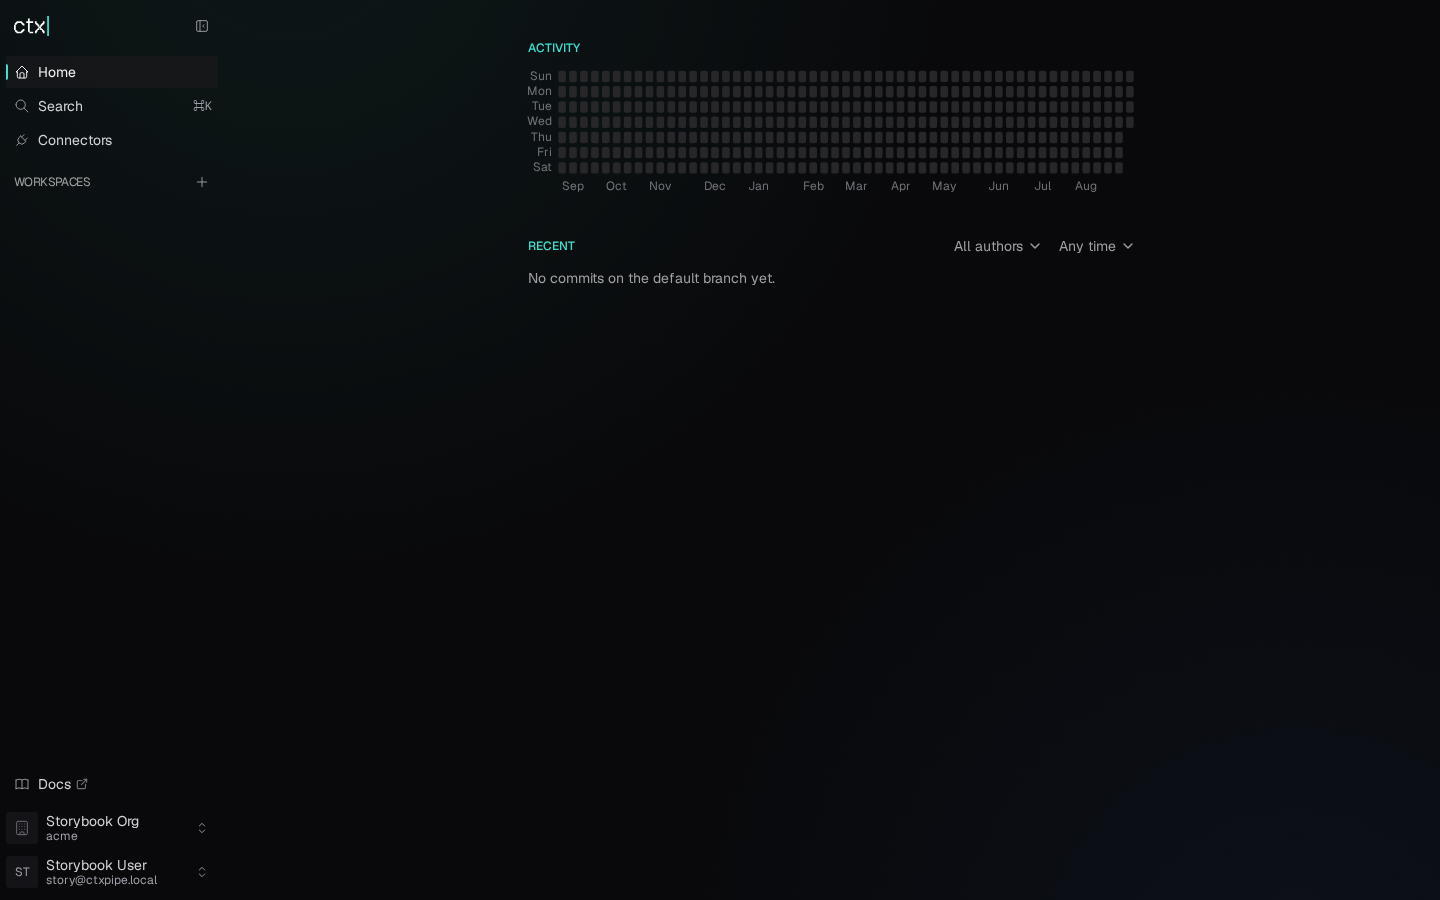 ctx
Home
Search ⌘K
Connectors
WORKSPACES
ACTIVITY
Sun
Mon
Tue
Wed
Thu
Fri
Sat
Sep Oct Nov Dec Jan Feb Mar Apr May Jun Jul Aug
RECENT
All authors Any time
No commits on the default branch yet.
Docs
Storybook Org
acme
ST
Storybook User
story@ctxpipe.local